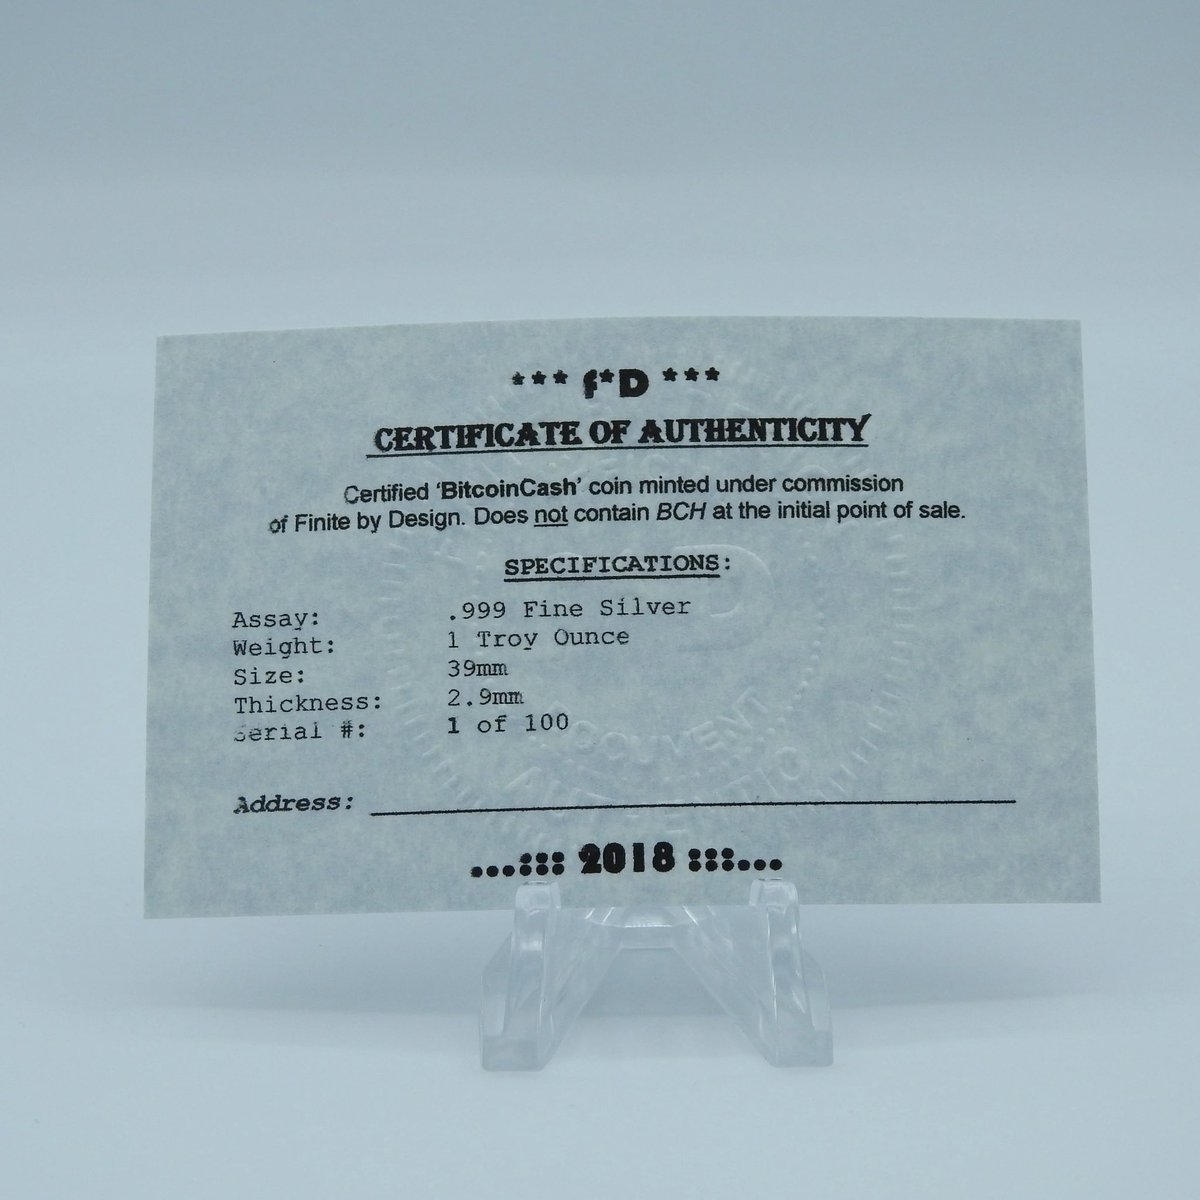 *** f*D ***
CERTIFICATE OF AUTHENTICITY
Certified 'BitcoinCash' coin minted under commission
of Finite by Design. Does not contain BCH at the initial point of sale.
SPECIFICATIONS:
Assay: .999 Fine Silver
Weight: 1 Troy Ounce
Size: 39mm
Thickness: 2.9mm
Serial #: 1 of 100
Address:
...::: 2018 :::...